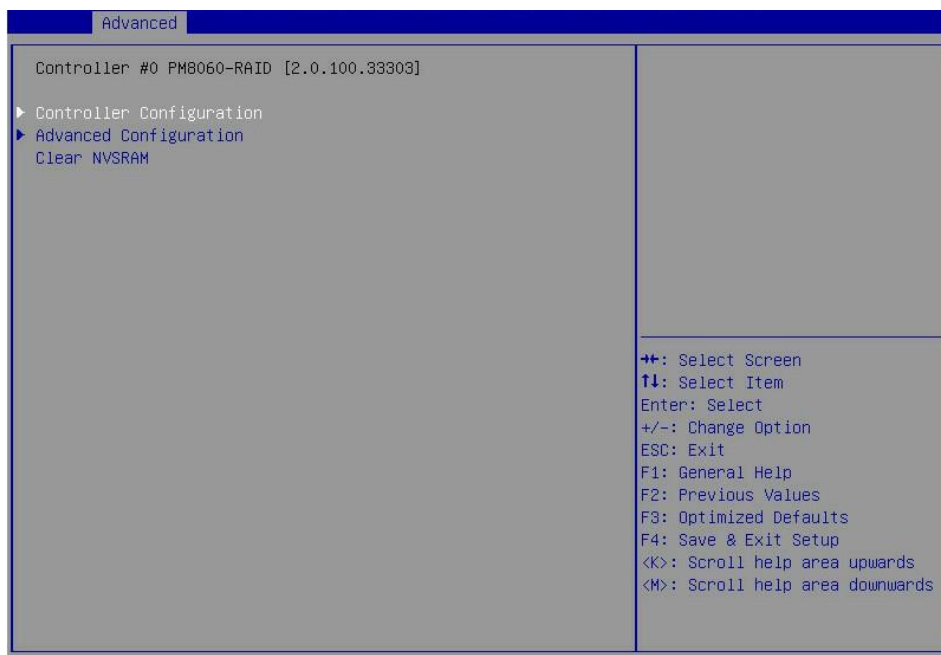 Advanced
Controller #0 PM8060-RAID [2.0.100.33303]
Controller Configuration
Advanced Configuration
Clear NVSRAM
→←: Select Screen
↑↓: Select Item
Enter: Select
+/-: Change Option
ESC: Exit
F1: General Help
F2: Previous Values
F3: Optimized Defaults
F4: Save & Exit Setup
<K>: Scroll help area upwards
<M>: Scroll help area downwards